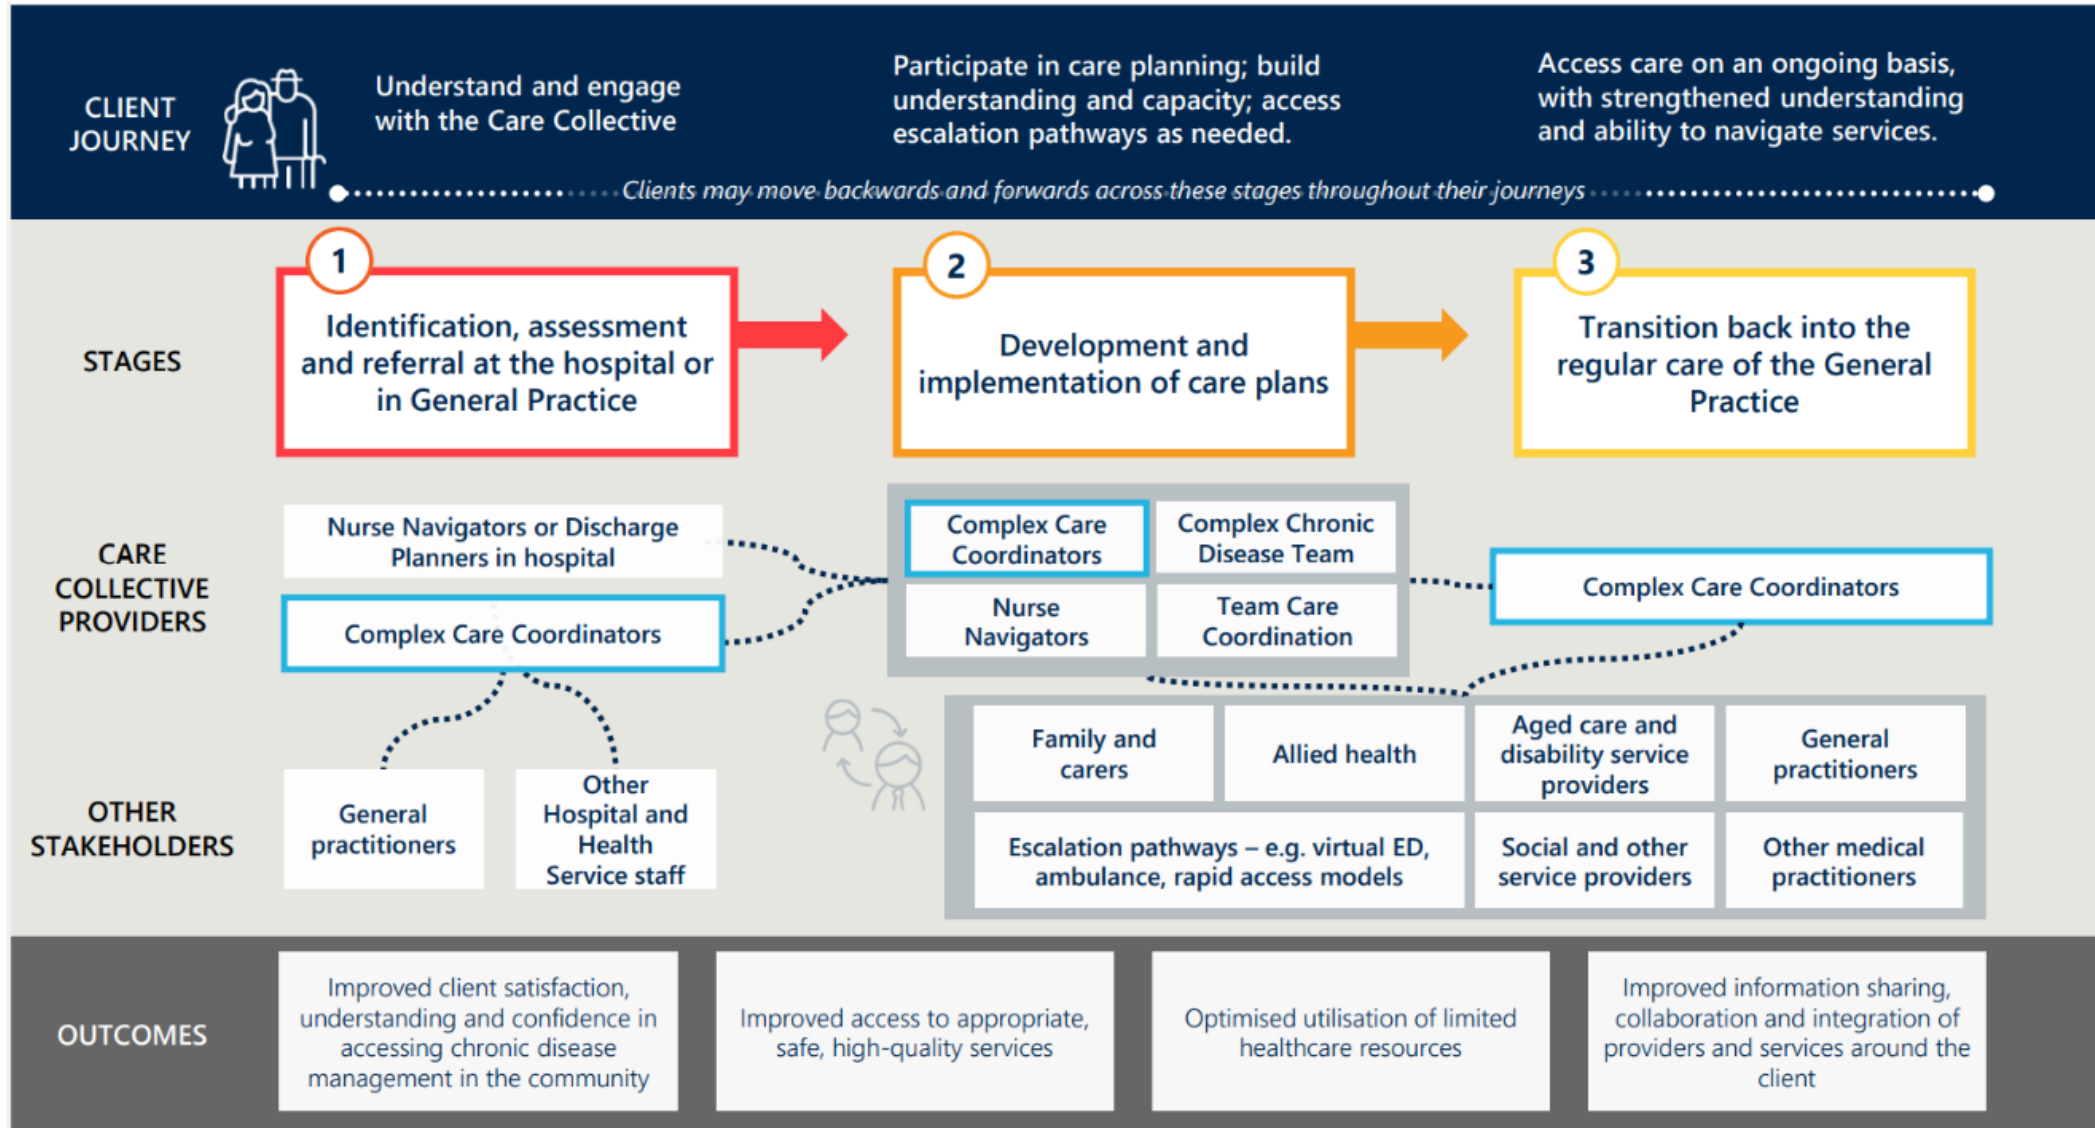 CLIENT
JOURNEY
Understand and engage
with the Care Collective
Participate in care planning; build
understanding and capacity; access
escalation pathways as needed.
Access care on an ongoing basis,
with strengthened understanding
and ability to navigate services.
Clients may move backwards and forwards across these stages throughout their journeys
STAGES
1
Identification, assessment
and referral at the hospital or
in General Practice
2
Development and
implementation of care plans
3
Transition back into the
regular care of the General
Practice
CARE
COLLECTIVE
PROVIDERS
Nurse Navigators or Discharge
Planners in hospital
Complex Care Coordinators
Complex Care
Coordinators
Complex Chronic
Disease Team
Nurse
Navigators
Team Care
Coordination
Complex Care Coordinators
OTHER
STAKEHOLDERS
General
practitioners
Other
Hospital and
Health
Service staff
Family and
carers
Allied health
Aged care and
disability service
providers
General
practitioners
Escalation pathways – e.g. virtual ED,
ambulance, rapid access models
Social and other
service providers
Other medical
practitioners
OUTCOMES
Improved client satisfaction,
understanding and confidence in
accessing chronic disease
management in the community
Improved access to appropriate,
safe, high-quality services
Optimised utilisation of limited
healthcare resources
Improved information sharing,
collaboration and integration of
providers and services around the
client